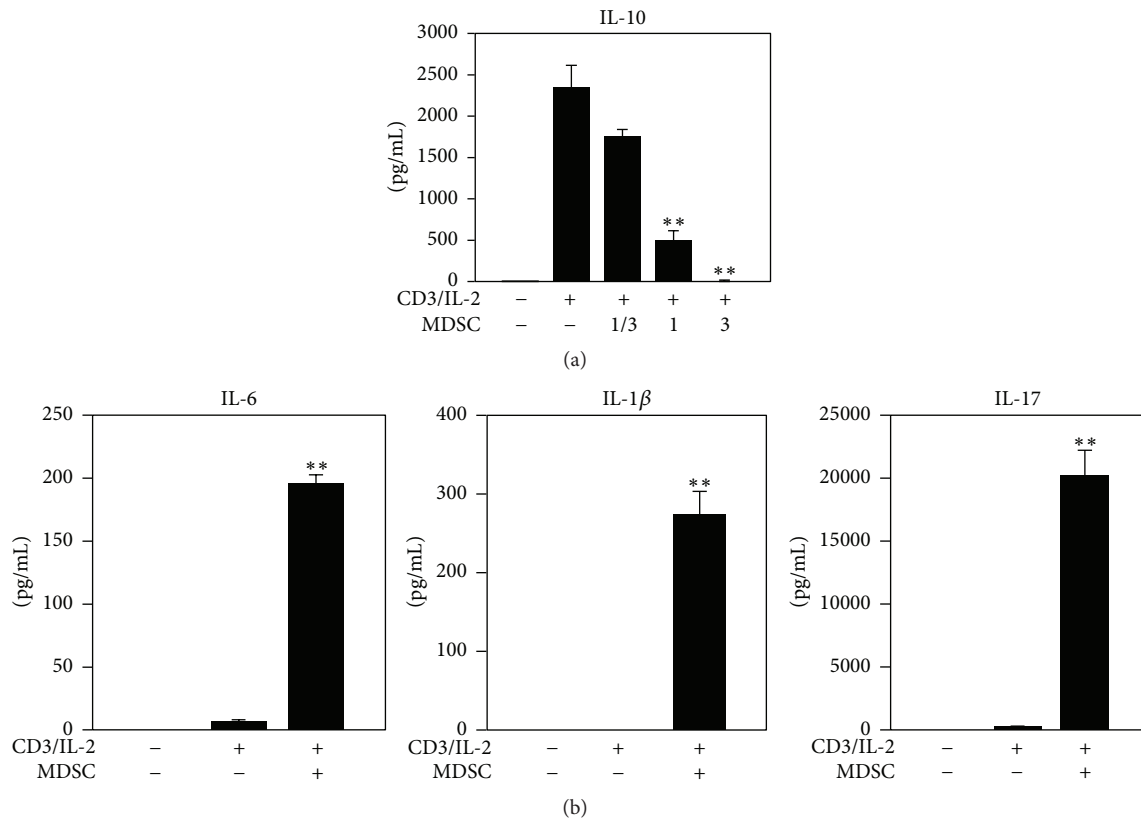 IL-10
3000
2500
2000
1500
1000
500
0
(pg/mL)
**
**
CD3/IL-2 − + + + +
MDSC − − 1/3 1 3
(a)
IL-6
250
200
150
100
50
0
(pg/mL)
**
CD3/IL-2 − + +
MDSC − − +
IL-1β
400
300
200
100
0
(pg/mL)
**
CD3/IL-2 − + +
MDSC − − +
IL-17
25000
20000
15000
10000
5000
0
(pg/mL)
**
CD3/IL-2 − + +
MDSC − − +
(b)